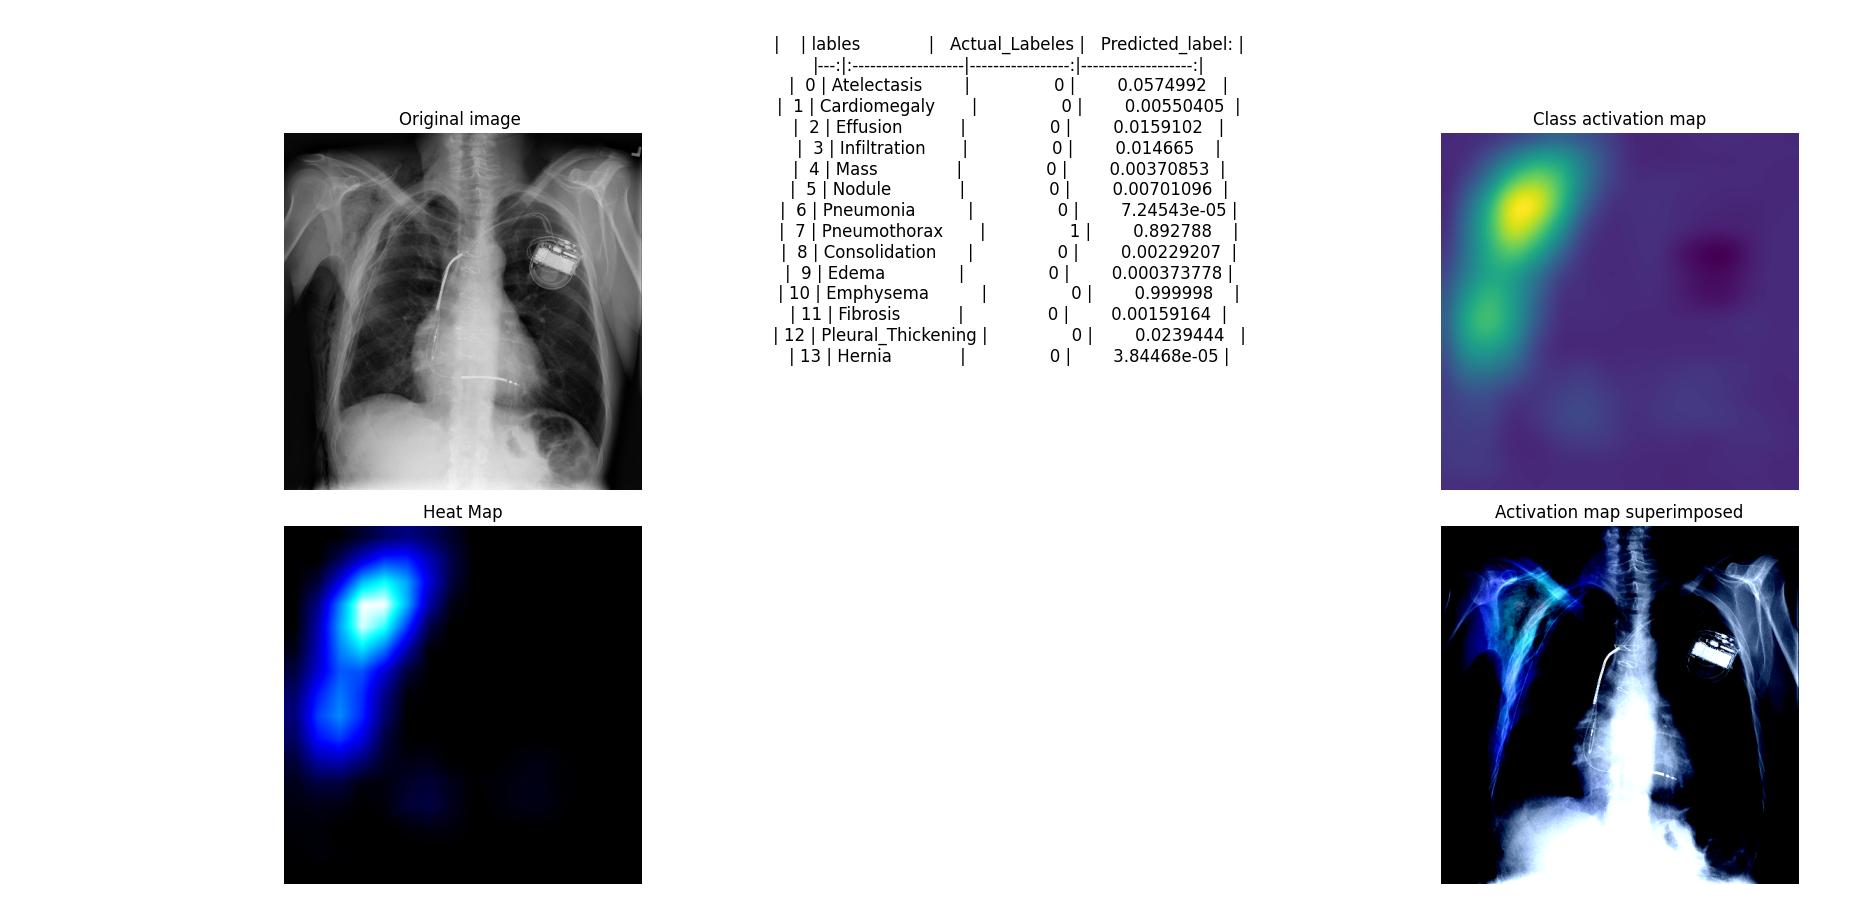 |    | lables             |   Actual_Labeles |   Predicted_label: |
|---:|:-------------------|-----------------:|-------------------:|
|  0 | Atelectasis        |                0 |        0.0574992   |
|  1 | Cardiomegaly       |                0 |        0.00550405  |
|  2 | Effusion           |                0 |        0.0159102   |
|  3 | Infiltration       |                0 |        0.014665    |
|  4 | Mass               |                0 |        0.00370853  |
|  5 | Nodule             |                0 |        0.00701096  |
|  6 | Pneumonia          |                0 |        7.24543e-05 |
|  7 | Pneumothorax       |                1 |        0.892788    |
|  8 | Consolidation      |                0 |        0.00229207  |
|  9 | Edema              |                0 |        0.000373778 |
| 10 | Emphysema          |                0 |        0.999998    |
| 11 | Fibrosis           |                0 |        0.00159164  |
| 12 | Pleural_Thickening |                0 |        0.0239444   |
| 13 | Hernia             |                0 |        3.84468e-05 |
Original image
Class activation map
Heat Map
Activation map superimposed